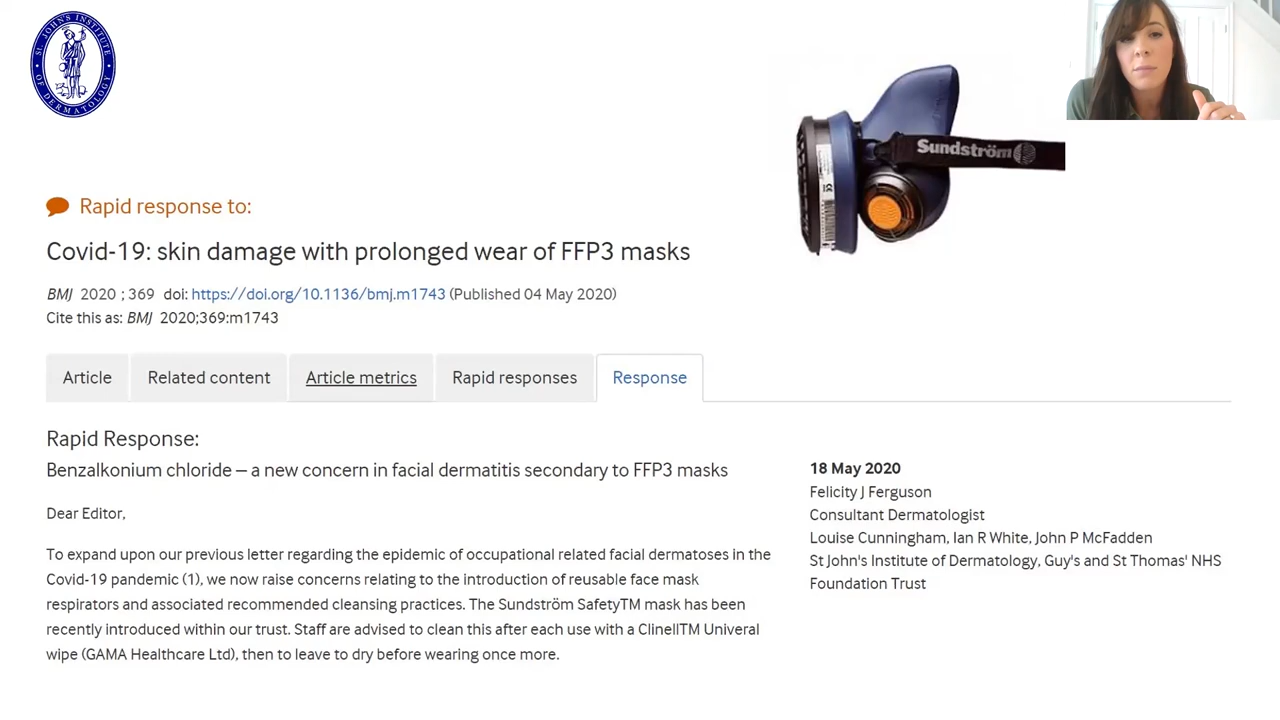 ST. JOHN'S INSTITUTE OF DERMATOLOGY
Sundström
CE
Rapid response to:
Covid-19: skin damage with prolonged wear of FFP3 masks
BMJ 2020 ; 369 doi: https://doi.org/10.1136/bmj.m1743 (Published 04 May 2020)
Cite this as: BMJ 2020;369:m1743
Article Related content Article metrics Rapid responses Response
Rapid Response:
Benzalkonium chloride – a new concern in facial dermatitis secondary to FFP3 masks
Dear Editor,
To expand upon our previous letter regarding the epidemic of occupational related facial dermatoses in the
Covid-19 pandemic (1), we now raise concerns relating to the introduction of reusable face mask
respirators and associated recommended cleansing practices. The Sundström SafetyTM mask has been
recently introduced within our trust. Staff are advised to clean this after each use with a ClinellTM Univeral
wipe (GAMA Healthcare Ltd), then to leave to dry before wearing once more.
18 May 2020
Felicity J Ferguson
Consultant Dermatologist
Louise Cunningham, Ian R White, John P McFadden
St John's Institute of Dermatology, Guy's and St Thomas' NHS
Foundation Trust